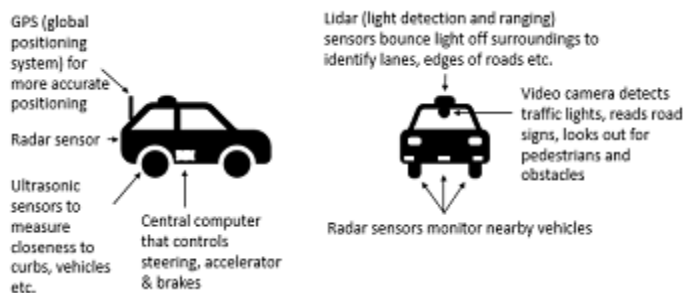 GPS (global
positioning
system) for
more accurate
positioning
Radar sensor
Ultrasonic
sensors to
measure
closeness to
curbs, vehicles
etc.
Central computer
that controls
steering, accelerator
& brakes
Lidar (light detection and ranging)
sensors bounce light off surroundings to
identify lanes, edges of roads etc.
Video camera detects
traffic lights, reads road
signs, looks out for
pedestrians and
obstacles
Radar sensors monitor nearby vehicles